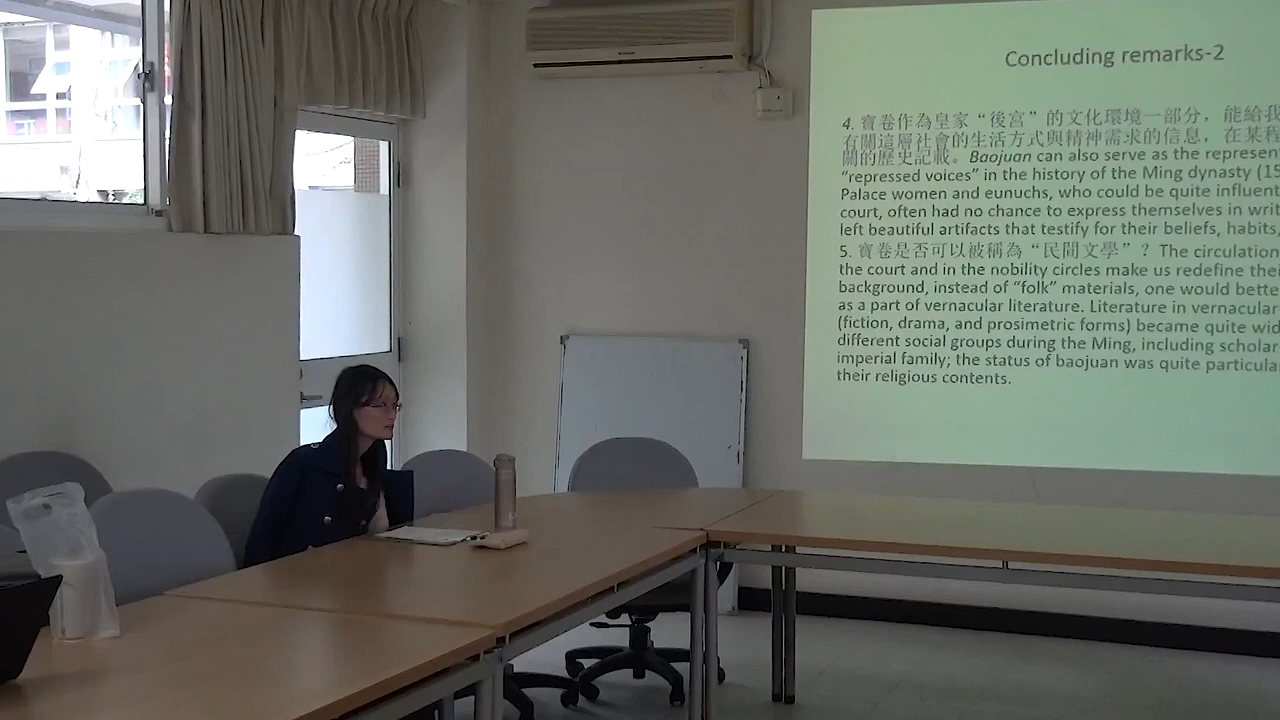 Concluding remarks-2
4. 寶卷作為皇家“後宮”的文化環境一部分，能給我
有關這層社會的生活方式與精神需求的信息，在某程
關的歷史記載。Baojuan can also serve as the represen
“repressed voices” in the history of the Ming dynasty (15
Palace women and eunuchs, who could be quite influent
court, often had no chance to express themselves in writ
left beautiful artifacts that testify for their beliefs, habits,
5. 寶卷是否可以被稱為“民間文學”？The circulation
the court and in the nobility circles make us redefine thei
background, instead of “folk” materials, one would bette
as a part of vernacular literature. Literature in vernacular
(fiction, drama, and prosimetric forms) became quite wid
different social groups during the Ming, including scholar
imperial family; the status of baojuan was quite particula
their religious contents.